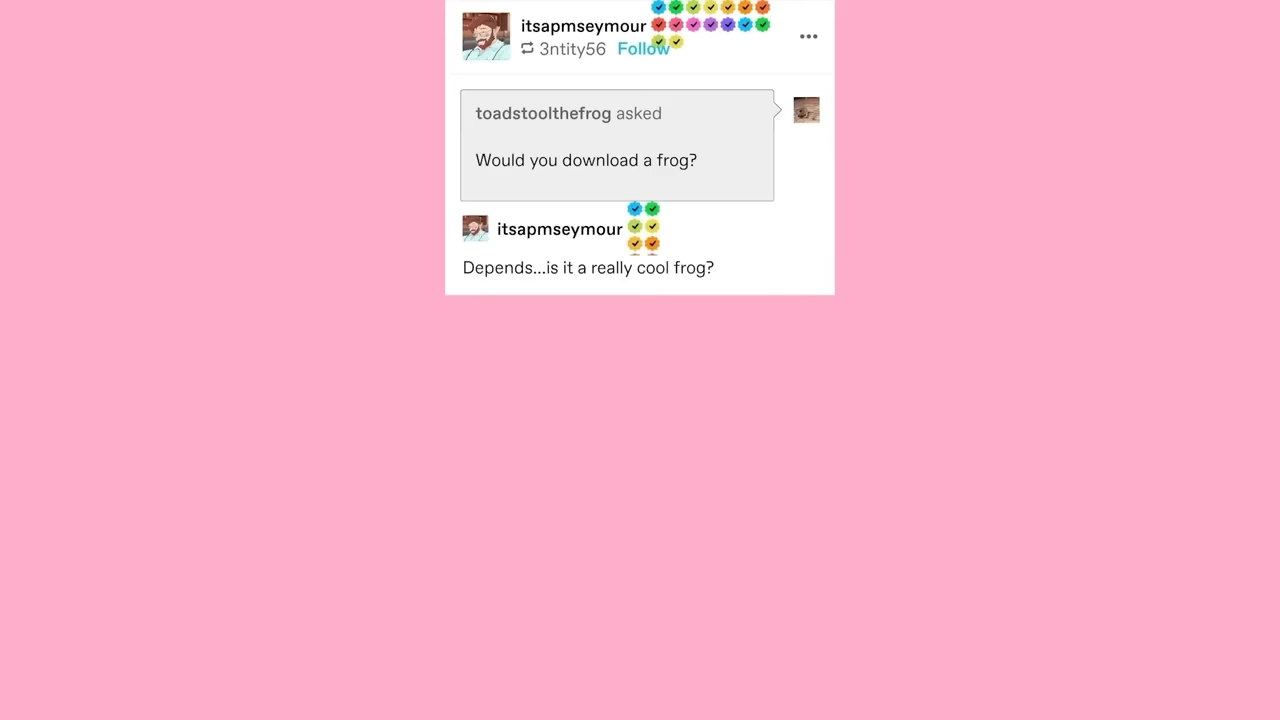 itsapmseymour
3ntity56 Follow
toadstoolthefrog asked
Would you download a frog?
itsapmseymour
Depends...is it a really cool frog?